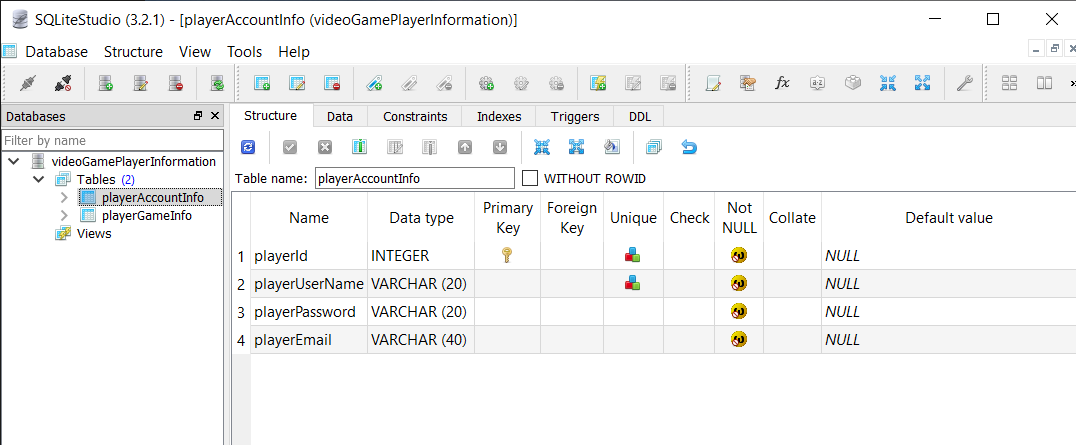 SQLiteStudio (3.2.1) - [playerAccountInfo (videoGamePlayerInformation)]
Database Structure View Tools Help
Databases
Filter by name
videoGamePlayerInformation
Tables (2)
playerAccountInfo
playerGameInfo
Views
Structure Data Constraints Indexes Triggers DDL
Table name: playerAccountInfo WITHOUT ROWID
Name Data type Primary Key Foreign Key Unique Check Not NULL Collate Default value
1 playerId INTEGER NULL
2 playerUserName VARCHAR (20) NULL
3 playerPassword VARCHAR (20) NULL
4 playerEmail VARCHAR (40) NULL